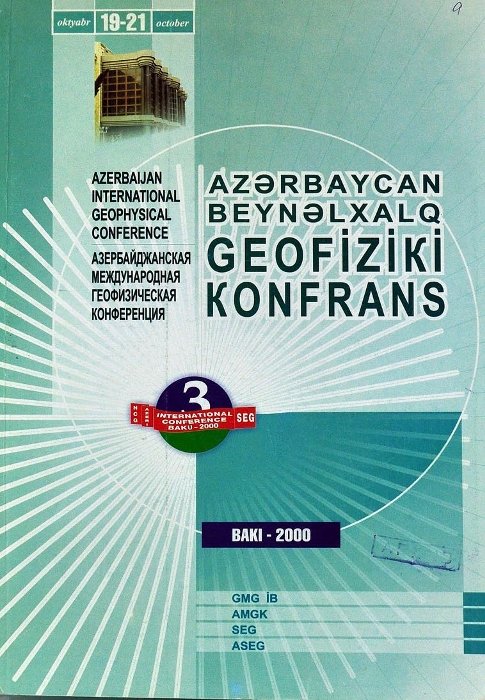 oktyabr 19-21 october
9
AZERBAIJAN
INTERNATIONAL
GEOPHYSICAL
CONFERENCE
АЗЕРБАЙДЖАНСКАЯ
МЕЖДУНАРОДНАЯ
ГЕОФИЗИЧЕСКАЯ
КОНФЕРЕНЦИЯ
AZƏRBAYCAN
BEYNƏLXALQ
GEOFİZİKİ
KONFRANS
3
INTERNATIONAL
CONFERENCE
BAKU-2000
SEG
BAKI - 2000
GMG İB
AMGK
SEG
ASEG